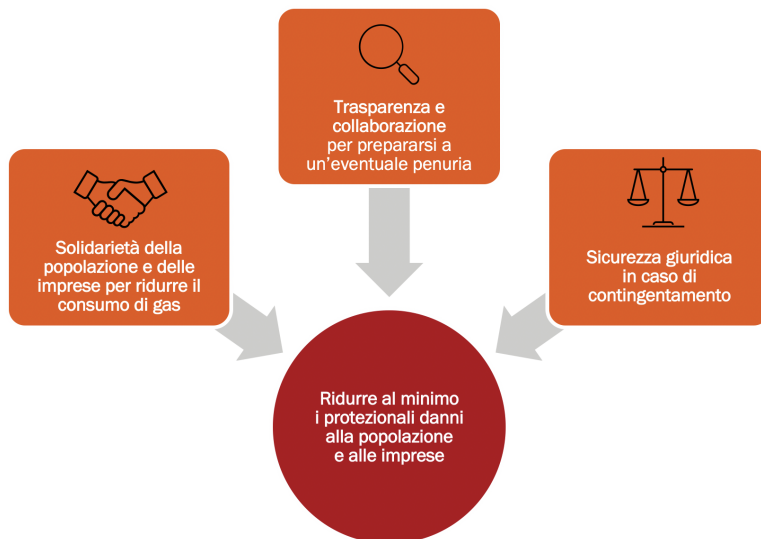 Trasparenza e
collaborazione
per prepararsi a
un'eventuale penuria
Solidarietà della
popolazione e delle
imprese per ridurre il
consumo di gas
Sicurezza giuridica
in caso di
contingentamento
Ridurre al minimo
i protezionali danni
alla popolazione
e alle imprese